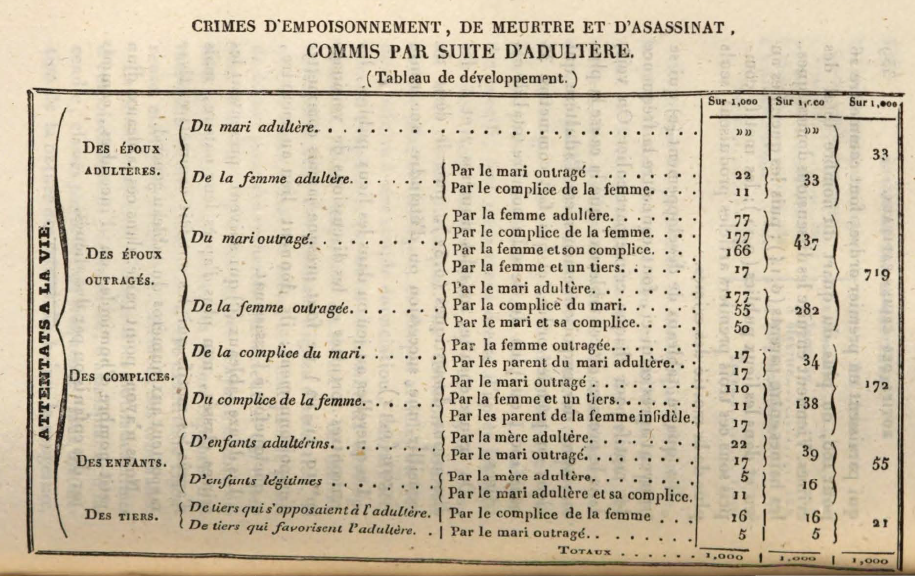 CRIMES D'EMPOISONNEMENT, DE MEURTRE ET D'ASASSINAT,
COMMIS PAR SUITE D'ADULTÈRE.
(Tableau de développement.)
Sur 1,000 Sur 1,000 Sur 1,000
ATTENTATS A LA VIE.
DES ÉPOUX ADULTÈRES.
Du mari adultère. »» »»
De la femme adultère. Par le mari outragé 22
Par le complice de la femme. 11
33
33
DES ÉPOUX OUTRAGÉS.
Du mari outragé. Par la femme adultère. 77
Par le complice de la femme. 177
Par la femme et son complice. 166
Par la femme et un tiers. 17
437
De la femme outragée. Par le mari adultère. 177
Par la complice du mari. 55
Par le mari et sa complice. 50
282
719
DES COMPLICES.
De la complice du mari. Par la femme outragée. 17
Par lés parent du mari adultère. 17
34
Du complice de la femme. Par le mari outragé 110
Par la femme et un tiers. 11
Par les parent de la femme infidèle. 17
138
172
DES ENFANTS.
D'enfants adultérins. Par la mère adultère. 22
Par le mari outragé. 17
39
D'enfants légitimes Par la mère adultère. 5
Par le mari adultère et sa complice. 11
16
55
DES TIERS.
De tiers qui s'opposaient à l'adultère. Par le complice de la femme 16 16
De tiers qui favorisent l'adultère. Par le mari outragé. 5 5
21
TOTAUX 1,000 1,000 1,000